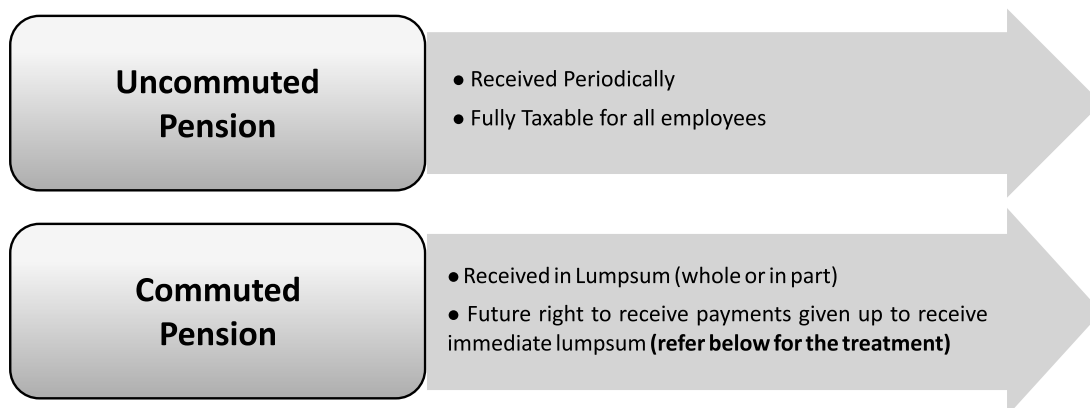 Uncommuted
Pension
● Received Periodically
● Fully Taxable for all employees
Commuted
Pension
● Received in Lumpsum (whole or in part)
● Future right to receive payments given up to receive
immediate lumpsum (refer below for the treatment)